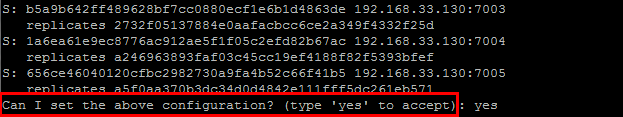 S: b5a9b642ff489628bf7cc0880ecf1e6b1d4863de 192.168.33.130:7003
replicates 2732f05137884e0aafacbcc6ce2a349f4332f25d
S: 1a6ea61e9ec8776ac912ae5f1f05c2efd82b67ac 192.168.33.130:7004
replicates a246963893faf03c45cc19ef4188f82f5393bfef
S: 656ce46040120cfbc2982730a9fa4b52c66f41b5 192.168.33.130:7005
replicates a5f0aa370b3dc34d0d4842e111fff5dc261eb571
Can I set the above configuration? (type 'yes' to accept): yes